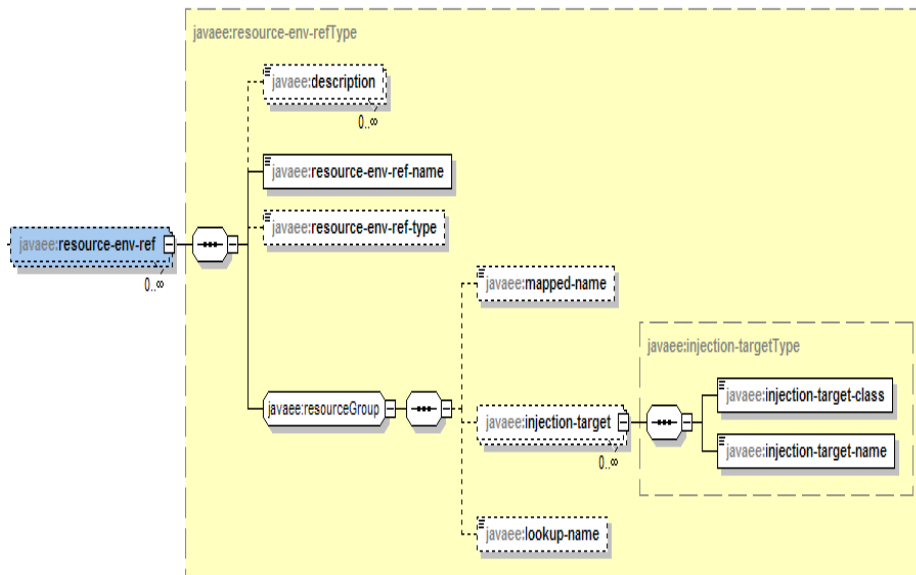 javaee:resource-env-refType
javaee:description
0..∞
javaee:resource-env-ref-name
javaee:resource-env-ref-type
javaee:resource-env-ref
0..∞
javaee:mapped-name
javaee:injection-targetType
javaee:injection-target-class
javaee:resourceGroup
javaee:injection-target
0..∞
javaee:injection-target-name
javaee:lookup-name